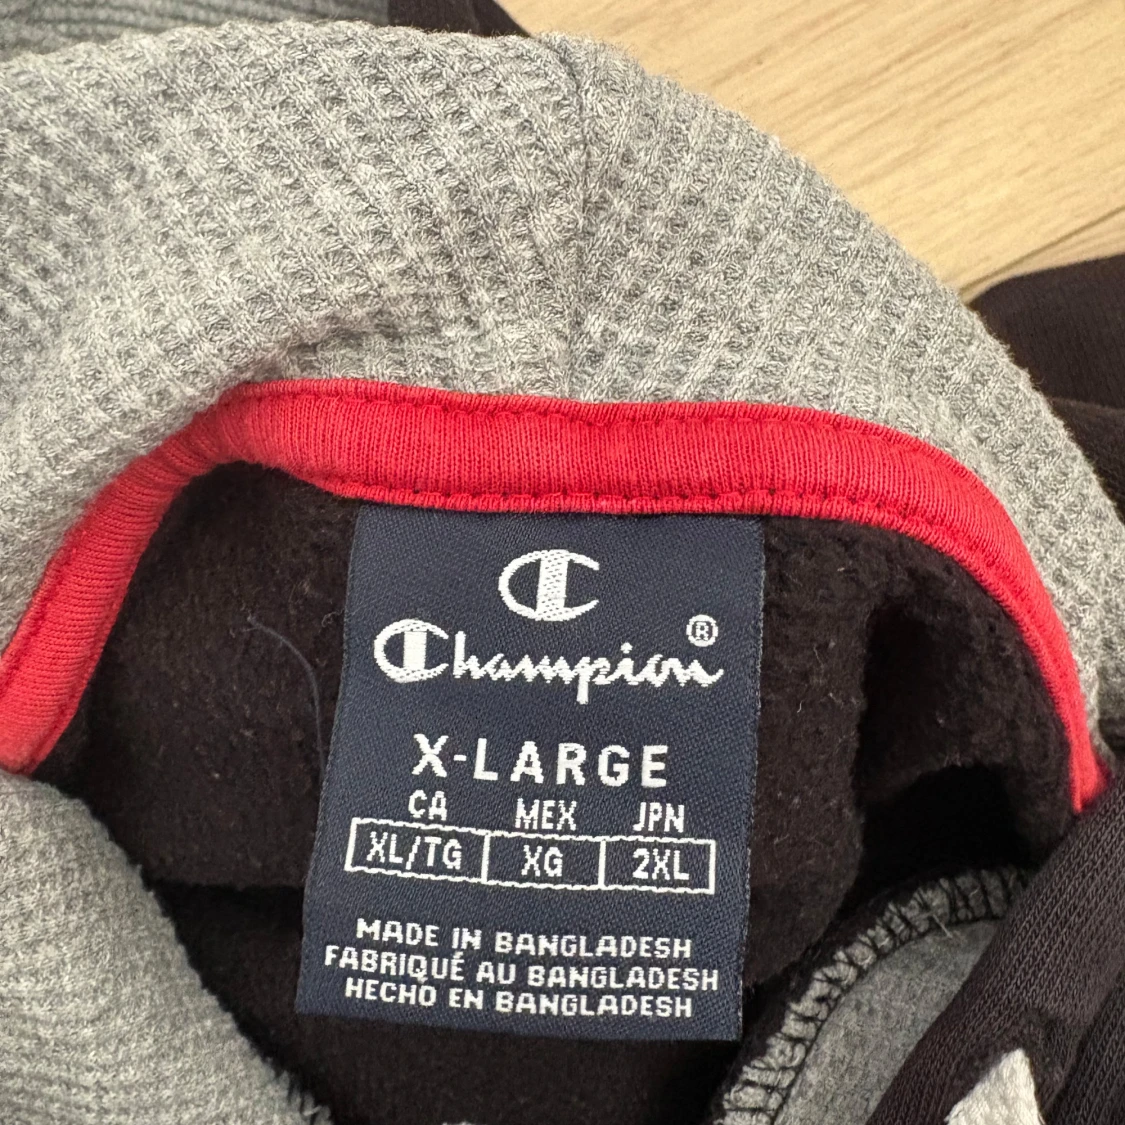 C
Champion®
X-LARGE
CA MEX JPN
XL/TG XG 2XL
MADE IN BANGLADESH
FABRIQUÉ AU BANGLADESH
HECHO EN BANGLADESH